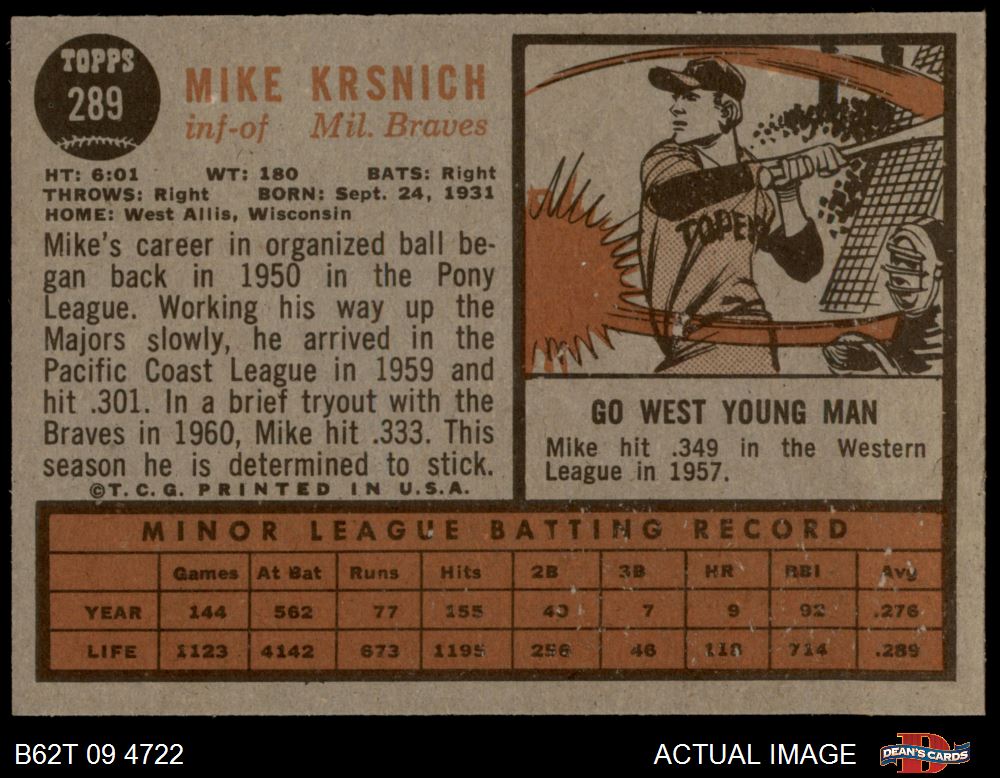 TOPPS
289
MIKE KRSNICH
inf-of Mil. Braves
HT: 6:01 WT: 180 BATS: Right
THROWS: Right BORN: Sept. 24, 1931
HOME: West Allis, Wisconsin
Mike's career in organized ball be-
gan back in 1950 in the Pony
League. Working his way up the
Majors slowly, he arrived in the
Pacific Coast League in 1959 and
hit .301. In a brief tryout with the
Braves in 1960, Mike hit .333. This
season he is determined to stick.
©T.C.G. PRINTED IN U.S.A.
TOPEK
GO WEST YOUNG MAN
Mike hit .349 in the Western
League in 1957.
MINOR LEAGUE BATTING RECORD
Games At Bat Runs Hits 2B 3B HR RBI Avg
YEAR 144 562 77 155 43 7 9 92 .276
LIFE 1123 4142 673 1195 256 46 118 714 .289
B62T 09 4722
ACTUAL IMAGE
DEAN'S CARDS